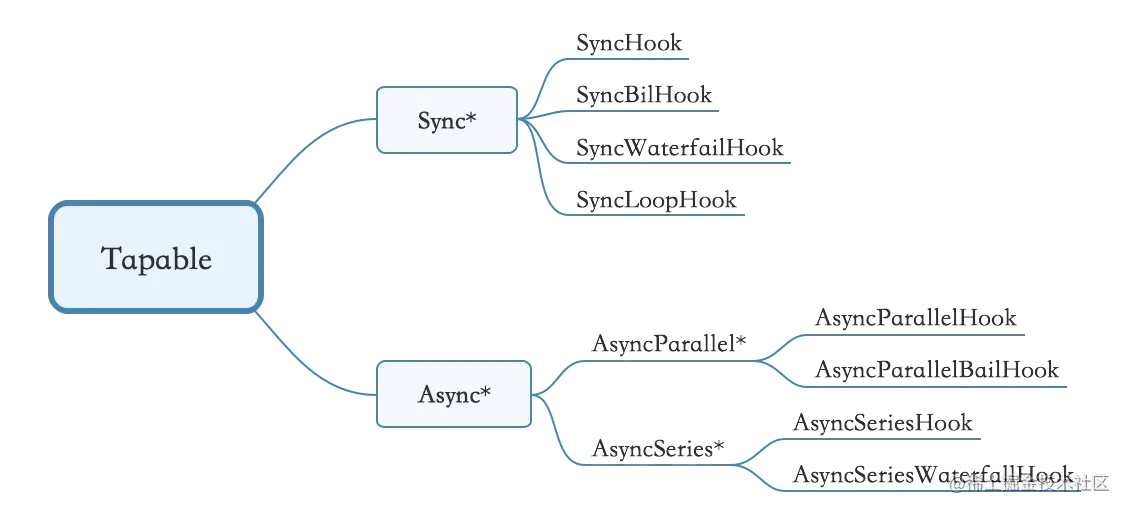 SyncHook
SyncBilHook
Sync*
SyncWaterfailHook
SyncLoopHook
Tapable
AsyncParallelHook
AsyncParallel*
AsyncParallelBailHook
Async*
AsyncSeriesHook
AsyncSeries*
AsyncSeriesWaterfallHook
@稀土掘金技术社区